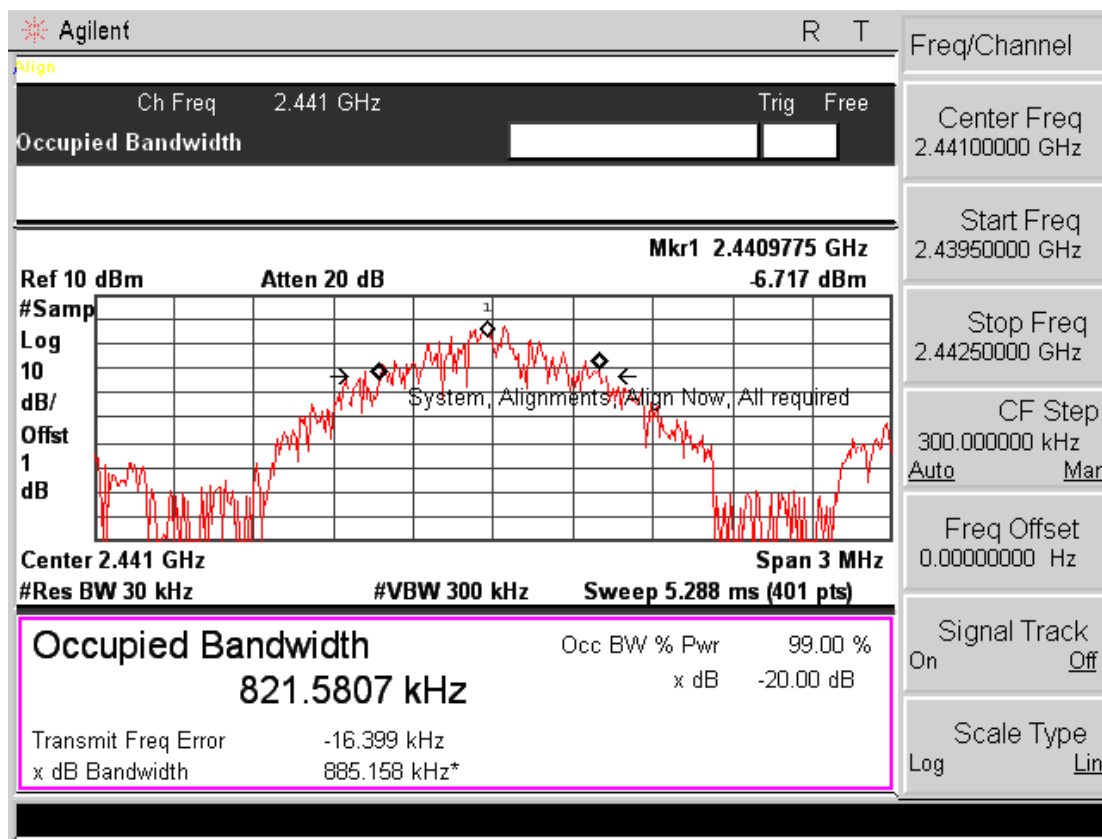 Agilent R T
Align
Ch Freq 2.441 GHz Trig Free
Occupied Bandwidth
Mkr1 2.4409775 GHz
Ref 10 dBm Atten 20 dB -6.717 dBm
#Samp
Log
10
dB/
Offst
1
dB
1
System, Alignments, Align Now, All required
Center 2.441 GHz Span 3 MHz
#Res BW 30 kHz #VBW 300 kHz Sweep 5.288 ms (401 pts)
Occupied Bandwidth
821.5807 kHz
Occ BW % Pwr 99.00 %
x dB -20.00 dB
Transmit Freq Error -16.399 kHz
x dB Bandwidth 885.158 kHz*
Freq/Channel
Center Freq
2.44100000 GHz
Start Freq
2.43950000 GHz
Stop Freq
2.44250000 GHz
CF Step
300.000000 kHz
Auto Man
Freq Offset
0.00000000 Hz
Signal Track
On Off
Scale Type
Log Lin